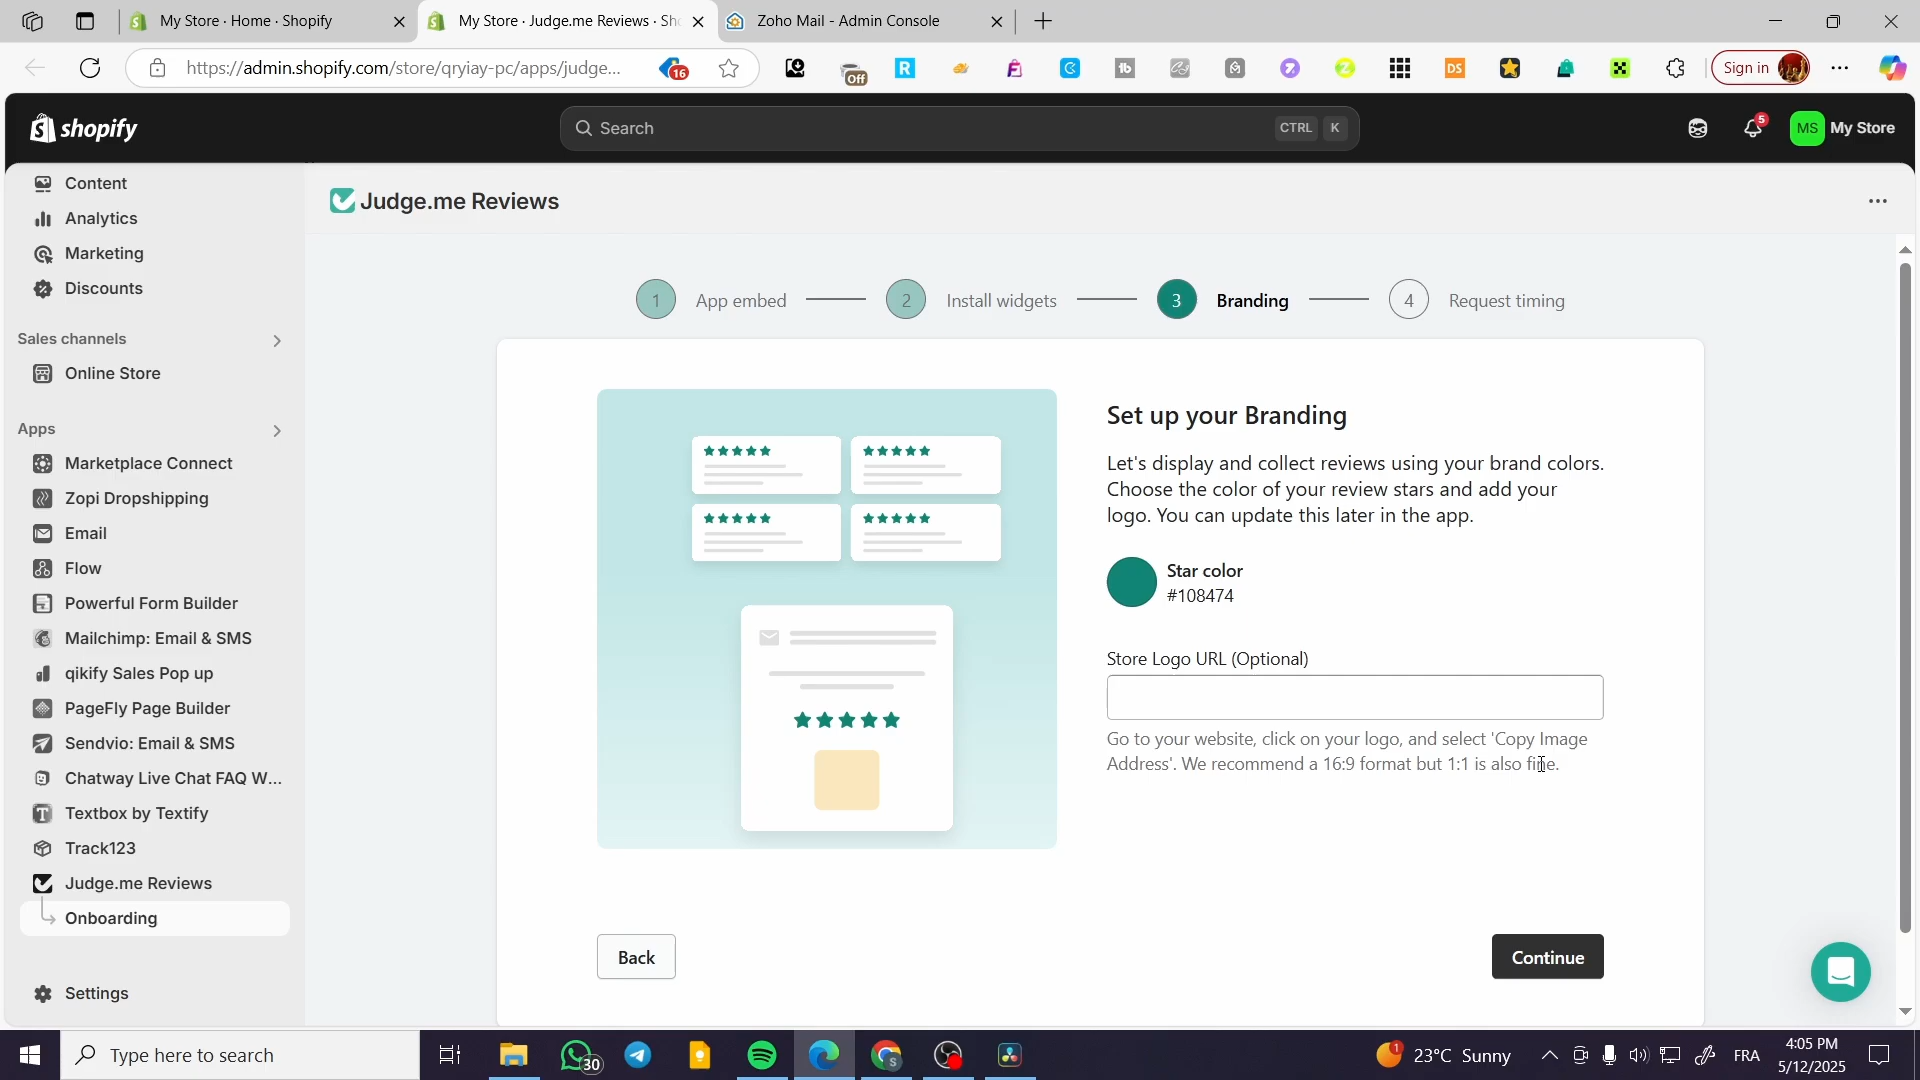 My Store · Home · Shopify
My Store · Judge.me Reviews · Sh
Zoho Mail - Admin Console
https://admin.shopify.com/store/qryiay-pc/apps/judge...
16
Off
Sign in
shopify
Search
CTRL
K
5
MS
My Store
Content
Analytics
Marketing
Discounts
Sales channels
Online Store
Apps
Marketplace Connect
Zopi Dropshipping
Email
Flow
Powerful Form Builder
Mailchimp: Email & SMS
qikify Sales Pop up
PageFly Page Builder
Sendvio: Email & SMS
Chatway Live Chat FAQ W...
Textbox by Textify
Track123
Judge.me Reviews
Onboarding
Settings
Judge.me Reviews
1 App embed
2 Install widgets
3 Branding
4 Request timing
Set up your Branding
Let's display and collect reviews using your brand colors.
Choose the color of your review stars and add your
logo. You can update this later in the app.
Star color
#108474
Store Logo URL (Optional)
Go to your website, click on your logo, and select 'Copy Image
Address'. We recommend a 16:9 format but 1:1 is also fine.
Back
Continue
Type here to search
30
1
23°C Sunny
FRA
4:05 PM
5/12/2025